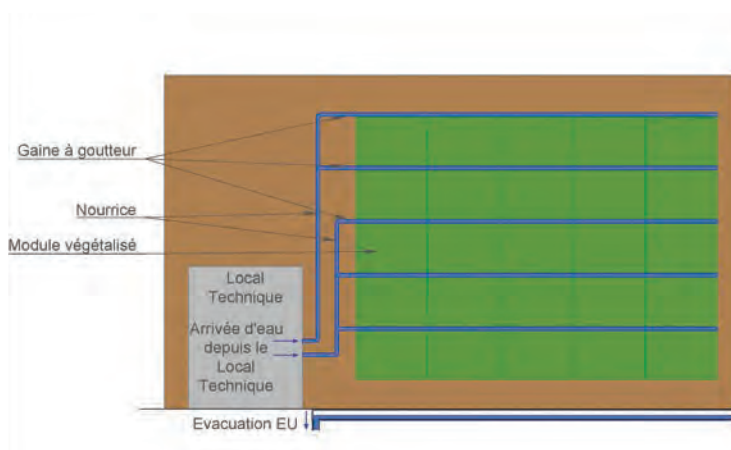 Gaine à goutteur
Nourrice
Module végétalisé
Local
Technique
Arrivée d'eau
depuis le
Local
Technique
Evacuation EU